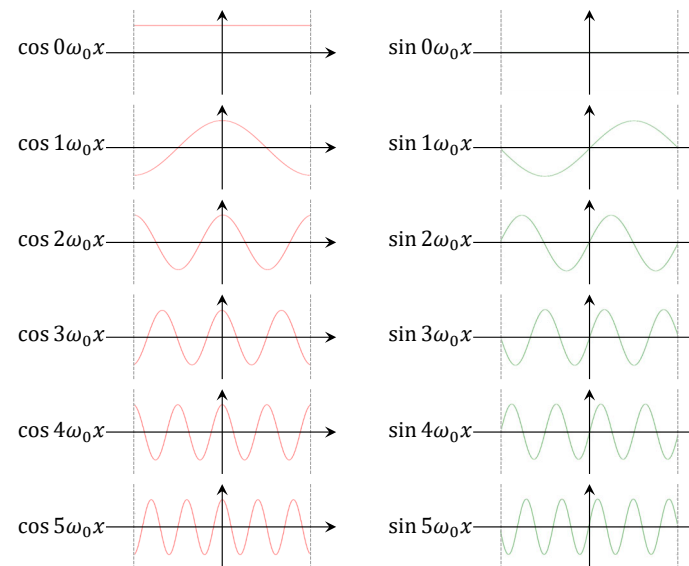 cos 0ω₀x sin 0ω₀x
cos 1ω₀x sin 1ω₀x
cos 2ω₀x sin 2ω₀x
cos 3ω₀x sin 3ω₀x
cos 4ω₀x sin 4ω₀x
cos 5ω₀x sin 5ω₀x